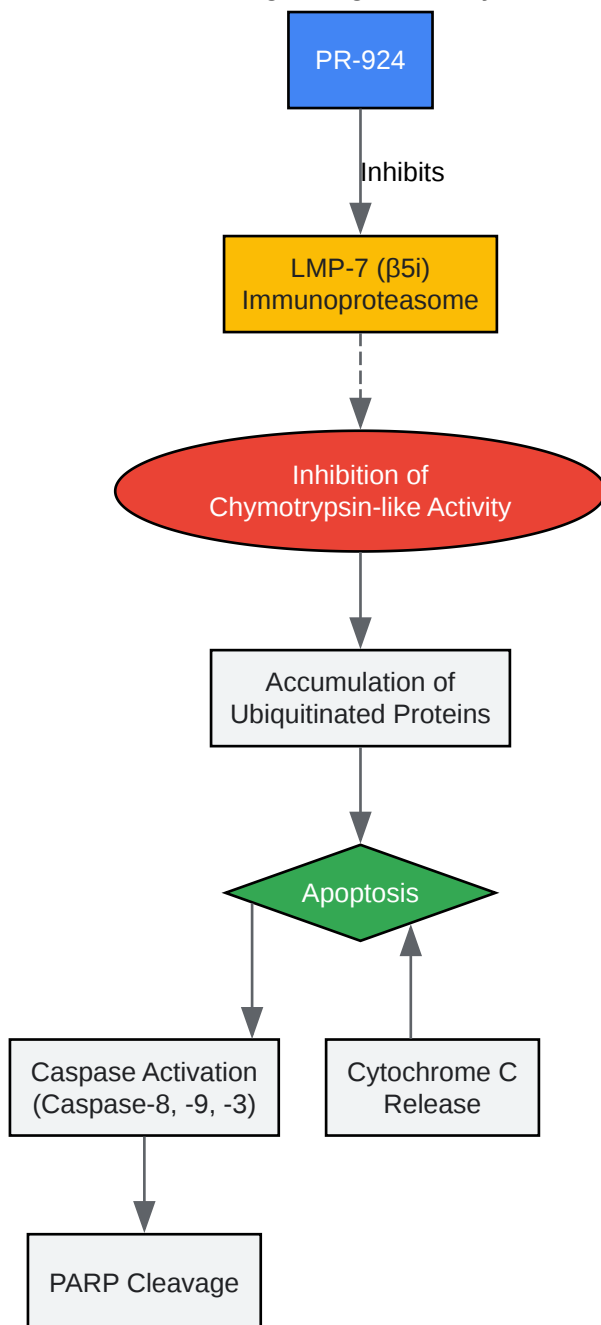 PR-924
Inhibits
LMP-7 (β5i)
Immunoproteasome
Inhibition of
Chymotrypsin-like Activity
Accumulation of
Ubiquitinated Proteins
Apoptosis
Caspase Activation
(Caspase-8, -9, -3)
Cytochrome C
Release
PARP Cleavage